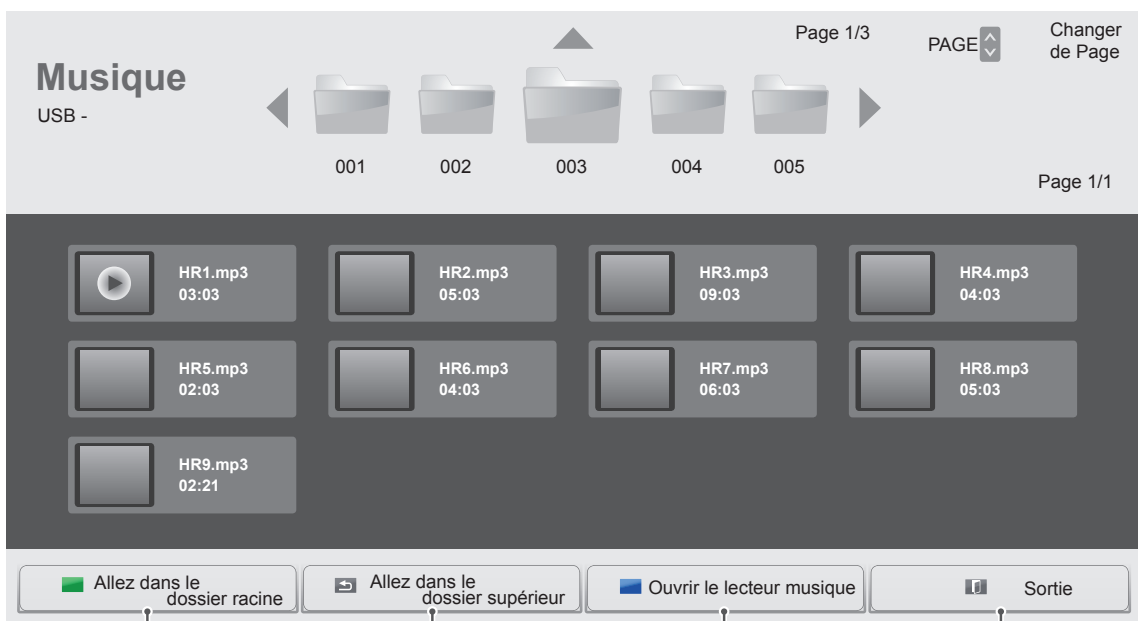 Page 1/3
PAGE
Changer
de Page
Musique
USB -
001 002 003 004 005
Page 1/1
HR1.mp3
03:03
HR2.mp3
05:03
HR3.mp3
09:03
HR4.mp3
04:03
HR5.mp3
02:03
HR6.mp3
04:03
HR7.mp3
06:03
HR8.mp3
05:03
HR9.mp3
02:21
Allez dans le
dossier racine
Allez dans le
dossier supérieur
Ouvrir le lecteur musique
Sortie